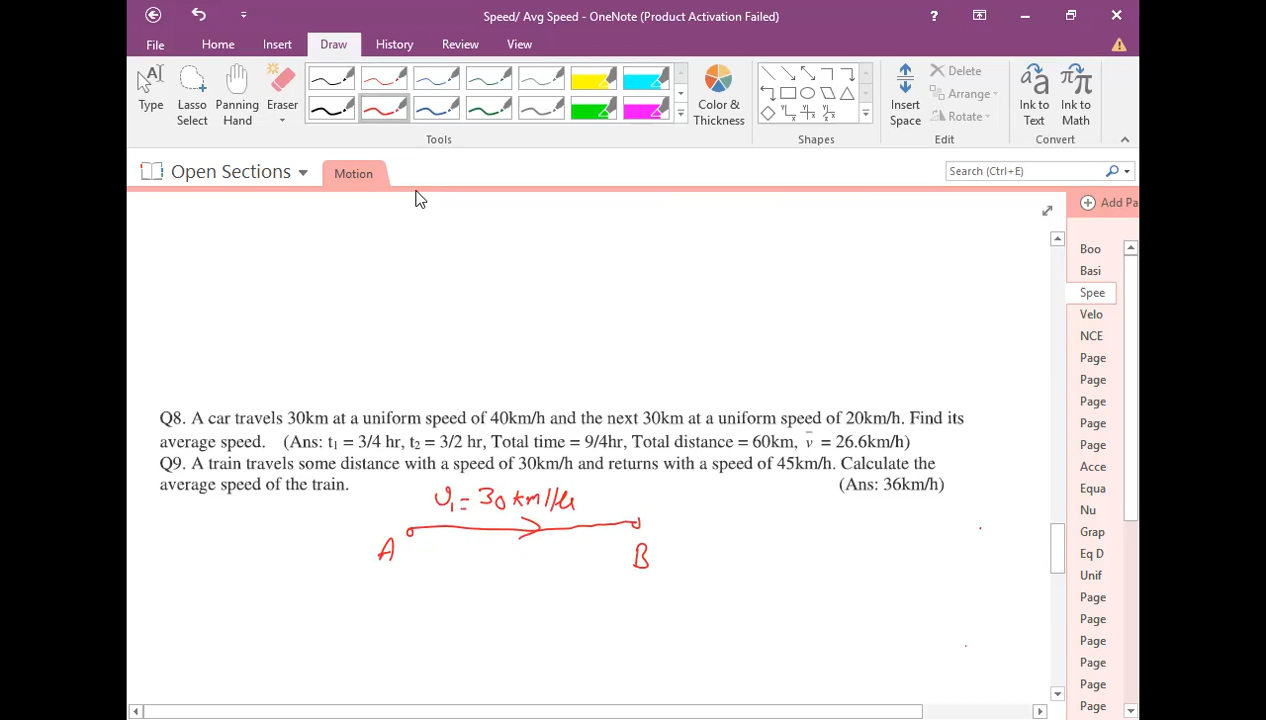 Speed/ Avg Speed - OneNote (Product Activation Failed)
?
File Home Insert Draw History Review View
Type
Lasso Select
Panning Hand
Eraser
Color & Thickness
Insert Space
Delete
Arrange
Rotate
Ink to Text
Ink to Math
Tools
Shapes
Edit
Convert
Open Sections
Motion
Search (Ctrl+E)
Add Pa
Boo
Basi
Spee
Velo
NCE
Page
Page
Page
Page
Page
Acce
Equa
Nu
Grap
Eq D
Unif
Page
Page
Page
Page
Page
Page
Q8. A car travels 30km at a uniform speed of 40km/h and the next 30km at a uniform speed of 20km/h. Find its
average speed. (Ans: t₁ = 3/4 hr, t₂ = 3/2 hr, Total time = 9/4hr, Total distance = 60km, v̄ = 26.6km/h)
Q9. A train travels some distance with a speed of 30km/h and returns with a speed of 45km/h. Calculate the
average speed of the train. (Ans: 36km/h)
v₁ = 30 km/h
A B